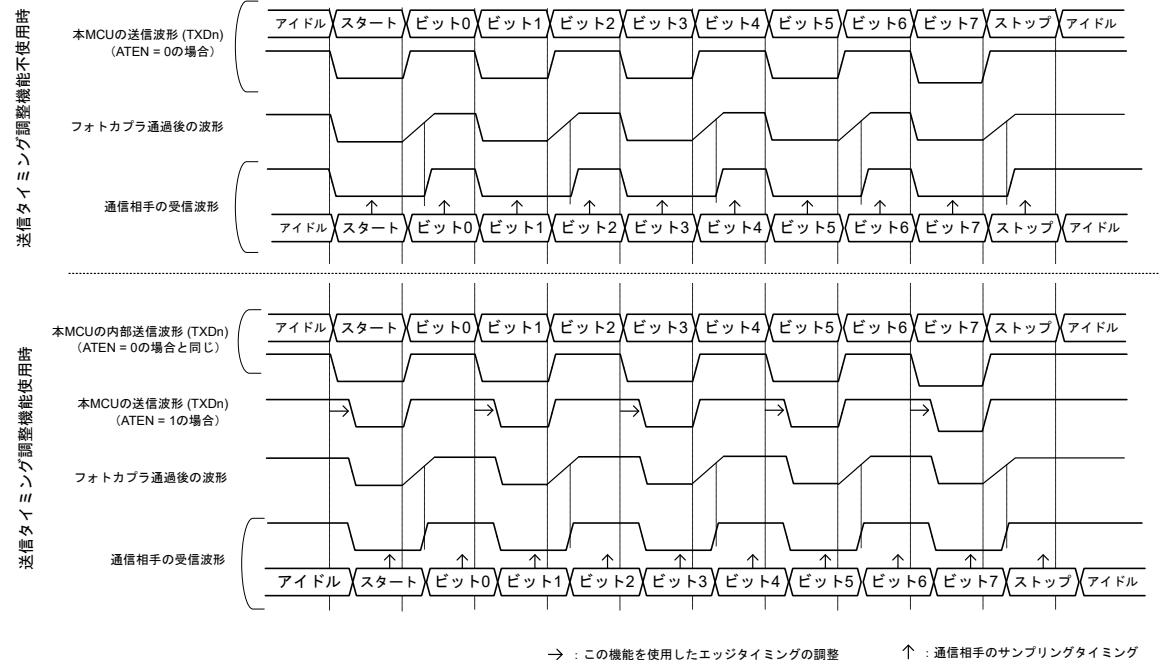 送信タイミング調整機能不使用時
本MCUの送信波形 (TXDn)
（ATEN = 0の場合）
アイドル スタート ビット0 ビット1 ビット2 ビット3 ビット4 ビット5 ビット6 ビット7 ストップ アイドル
フォトカプラ通過後の波形
通信相手の受信波形
アイドル スタート ビット0 ビット1 ビット2 ビット3 ビット4 ビット5 ビット6 ビット7 ストップ アイドル
送信タイミング調整機能使用時
本MCUの内部送信波形 (TXDn)
（ATEN = 0の場合と同じ）
アイドル スタート ビット0 ビット1 ビット2 ビット3 ビット4 ビット5 ビット6 ビット7 ストップ アイドル
本MCUの送信波形 (TXDn)
（ATEN = 1の場合）
フォトカプラ通過後の波形
通信相手の受信波形
アイドル スタート ビット0 ビット1 ビット2 ビット3 ビット4 ビット5 ビット6 ビット7 ストップ アイドル
→ ：この機能を使用したエッジタイミングの調整 ↑ ：通信相手のサンプリングタイミング